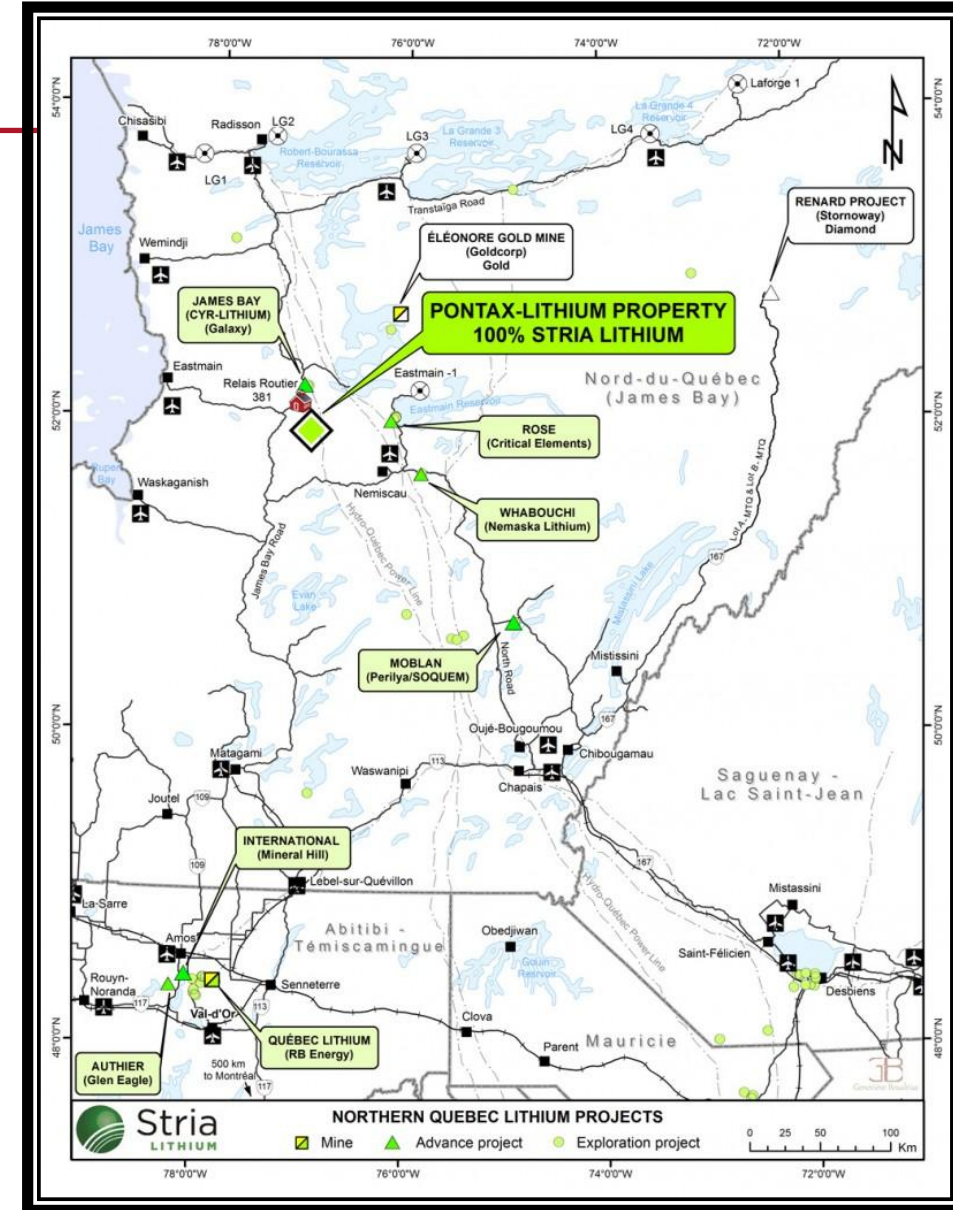 78°0'0"W
76°0'0"W
74°0'0"W
72°0'0"W
54°0'0"N
54°0'0"N
Laforge 1
La Grande 4
Reservoir
Chisasibi
Radisson
LG2
LG3
La Grande 3
Reservoir
LG4
Robert-Bourassa
Reservoir
LG1
Transtaïga Road
RENARD PROJECT
(Stornoway)
Diamond
James
Bay
Wemindji
ÉLÉONORE GOLD MINE
(Goldcorp)
Gold
JAMES BAY
(CYR-LITHIUM)
(Galaxy)
PONTAX-LITHIUM PROPERTY
100% STRIA LITHIUM
Eastmain
Relais Routier
381
Eastmain -1
Eastmain Reservoir
Nord-du-Québec
(James Bay)
52°0'0"N
52°0'0"N
ROSE
(Critical Elements)
Bay
Waskaganish
Nemiscau
WHABOUCHI
(Nemaska Lithium)
Lot A, MTQ & Lot B, MTQ
James Bay Road
Hydro-Québec Power Line
167
Evan
Lake
Mistassini Lake
MOBLAN
(Perilya/SOQUEM)
North Road
Mistissini
167
50°0'0"N
50°0'0"N
Oujé-Bougoumou
Chibougamau
Matagami
Waswanipi
113
Chapais
Joutel
109
Saguenay -
Lac Saint-Jean
INTERNATIONAL
(Mineral Hill)
109
167
Lebel-sur-Quévillon
La-Sarre
Mistassini
Abitibi -
Témiscamingue
Obedjiwan
Hydro-Québec Power Line
Amos
Gouin
Reservoir
Saint-Félicien
Rouyn-
Noranda
117
Senneterre
Desbiens
Val-d'Or
113
48°0'0"N
48°0'0"N
Clova
Mauricie
QUÉBEC LITHIUM
(RB Energy)
Parent
AUTHIER
(Glen Eagle)
500 km
to Montréal
117
GB
Stria
LITHIUM
NORTHERN QUEBEC LITHIUM PROJECTS
Mine
Advance project
Exploration project
0 25 50 100
Km
78°0'0"W
76°0'0"W
74°0'0"W
72°0'0"W